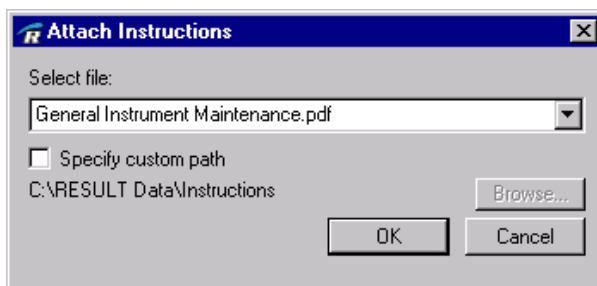 Attach Instructions
Select file:
General Instrument Maintenance.pdf
Specify custom path
C:\RESULT Data\Instructions
Browse...
OK
Cancel